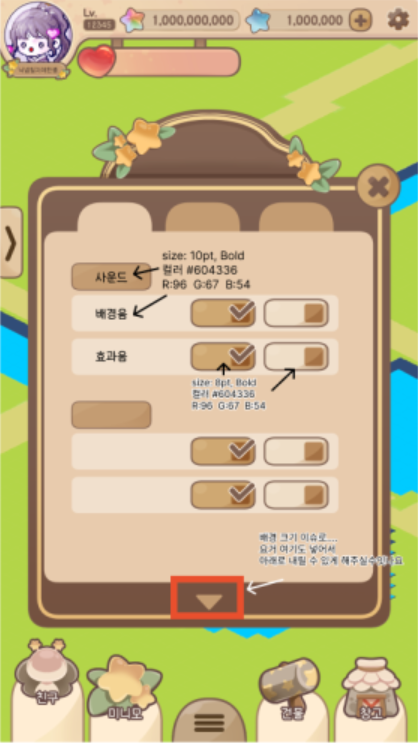 Lv.
12345
1,000,000,000
1,000,000
size: 10pt, Bold
컬러 #604336
R:96 G:67 B:54
사운드
배경음
효과음
size: 8pt, Bold
컬러 #604336
R:96 G:67 B:54
배경 크기 이슈로...
요거 여기도 넣어서
아래로 내릴 수 있게 해주실수있나요
친구
미니모
건물
창고